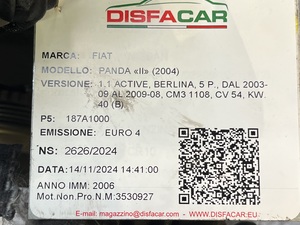 DISFACAR
MARCA: FIAT
MODELLO: PANDA «II» (2004)
VERSIONE: 1.1 ACTIVE, BERLINA, 5 P., DAL 2003-
09 AL 2009-08, CM3 1108, CV 54, KW.
40 (B)
P5: 187A1000
EMISSIONE: EURO 4
NS: 2626/2024
DATA:14/11/2024 14:41:00
ANNO IMM: 2006
Mot.Non.Pro.N.M:3530927
E-mail: magazzino@disfacar.com
WWW.DISFACAR.EU